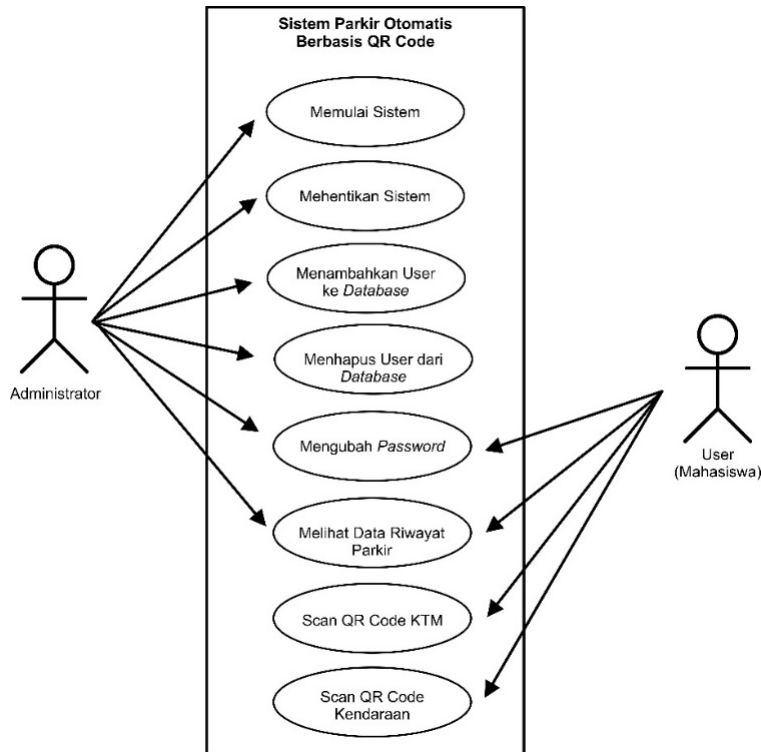 Sistem Parkir Otomatis
Berbasis QR Code
Memulai Sistem
Mehentikan Sistem
Menambahkan User
ke Database
Menhapus User dari
Database
Administrator
Mengubah Password
User
(Mahasiswa)
Melihat Data Riwayat
Parkir
Scan QR Code KTM
Scan QR Code
Kendaraan